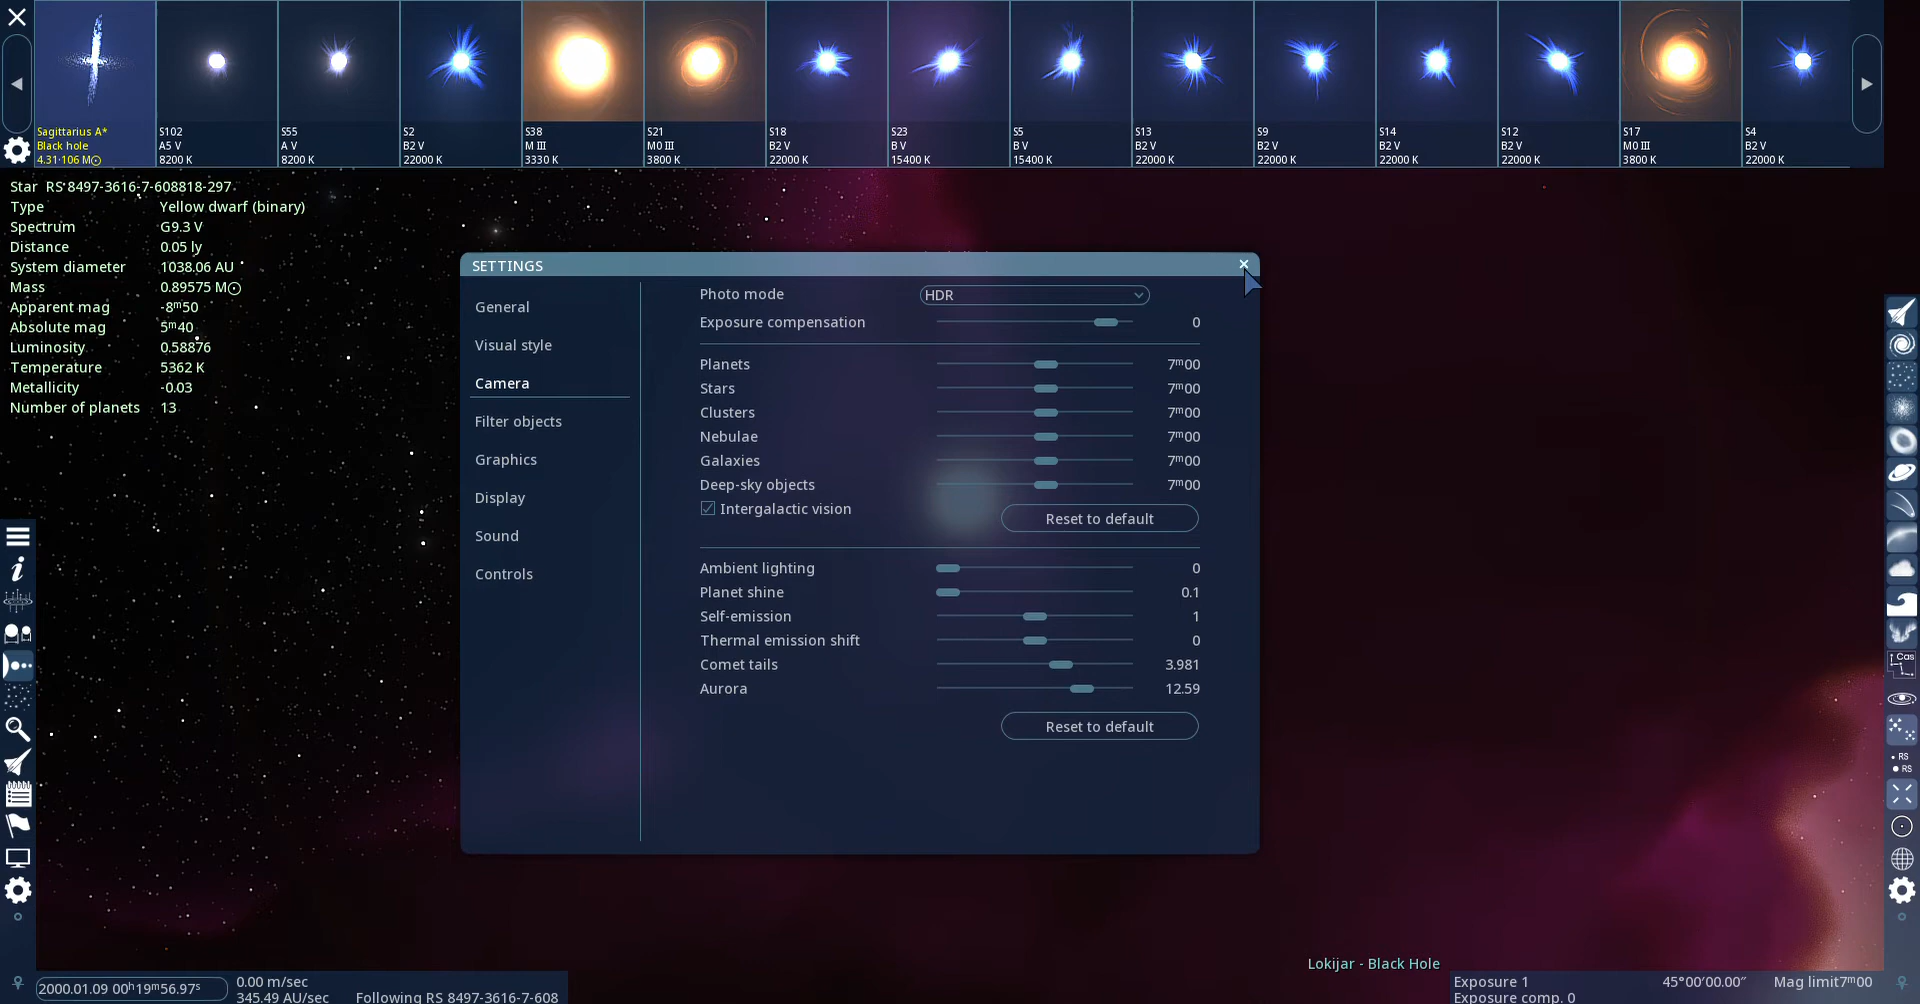 Sagittarius A*
Black hole
4.31·106 M☉
S102
A5 V
8200 K
S55
A V
8200 K
S2
B2 V
22000 K
S38
M III
3330 K
S21
M0 III
3800 K
S18
B2 V
22000 K
S23
B V
15400 K
S5
B V
15400 K
S13
B2 V
22000 K
S9
B2 V
22000 K
S14
B2 V
22000 K
S12
B2 V
22000 K
S17
M0 III
3800 K
S4
B2 V
22000 K
Star RS 8497-3616-7-608818-297
Type Yellow dwarf (binary)
Spectrum G9.3 V
Distance 0.05 ly
System diameter 1038.06 AU
Mass 0.89575 M☉
Apparent mag -8ᵐ50
Absolute mag 5ᵐ40
Luminosity 0.58876
Temperature 5362 K
Metallicity -0.03
Number of planets 13
SETTINGS
General
Visual style
Camera
Filter objects
Graphics
Display
Sound
Controls
Photo mode HDR
Exposure compensation 0
Planets 7ᵐ00
Stars 7ᵐ00
Clusters 7ᵐ00
Nebulae 7ᵐ00
Galaxies 7ᵐ00
Deep-sky objects 7ᵐ00
Intergalactic vision
Reset to default
Ambient lighting 0
Planet shine 0.1
Self-emission 1
Thermal emission shift 0
Comet tails 3.981
Aurora 12.59
Reset to default
Cas
RS
RS
Lokijar - Black Hole
2000.01.09 00ʰ19ᵐ56.97ˢ
0.00 m/sec
345.49 AU/sec Following RS 8497-3616-7-608
Exposure 1 45°00′00.00″ Mag limit7ᵐ00
Exposure comp. 0